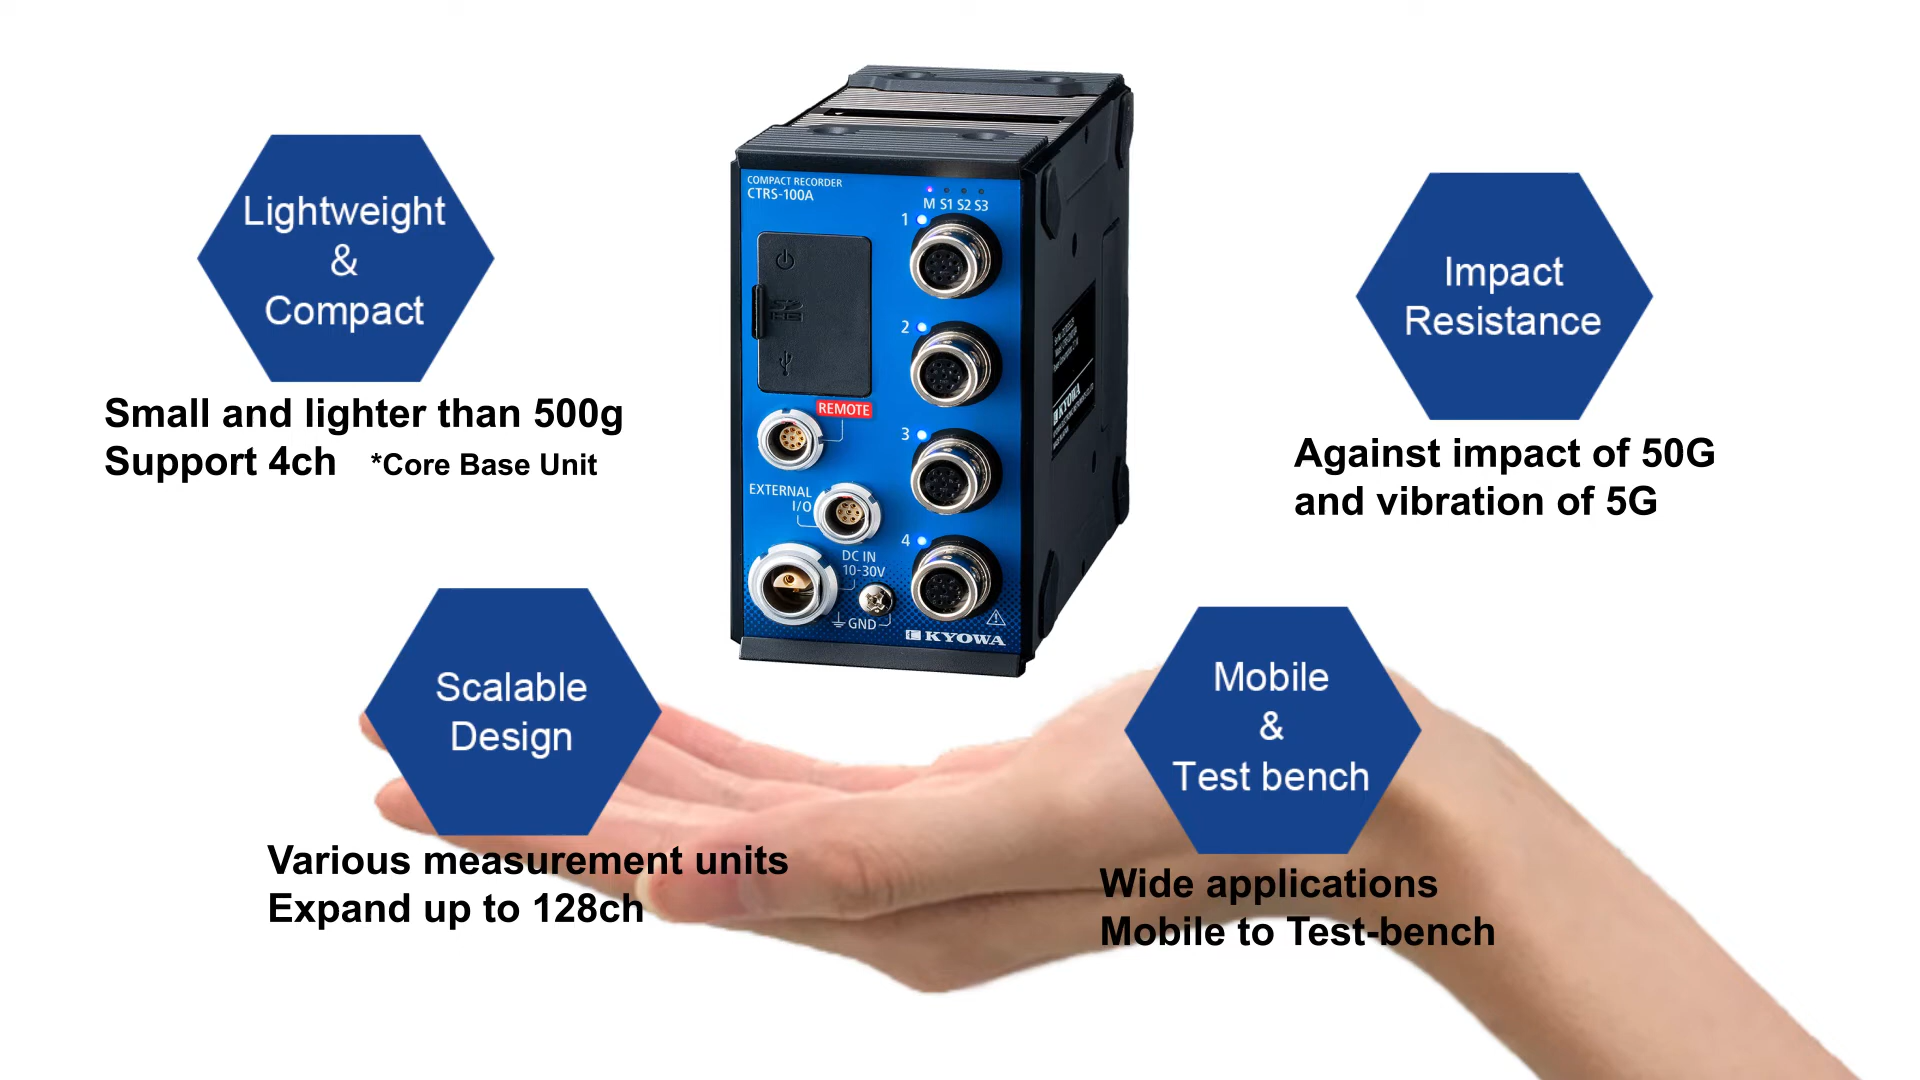 Lightweight
&
Compact
Small and lighter than 500g
Support 4ch *Core Base Unit
COMPACT RECORDER
CTRS-100A
M S1 S2 S3
1
2
3
4
REMOTE
EXTERNAL
I/O
DC IN
10-30V
GND
KYOWA
KYOWA
Impact
Resistance
Against impact of 50G
and vibration of 5G
Scalable
Design
Various measurement units
Expand up to 128ch
Mobile
&
Test bench
Wide applications
Mobile to Test-bench